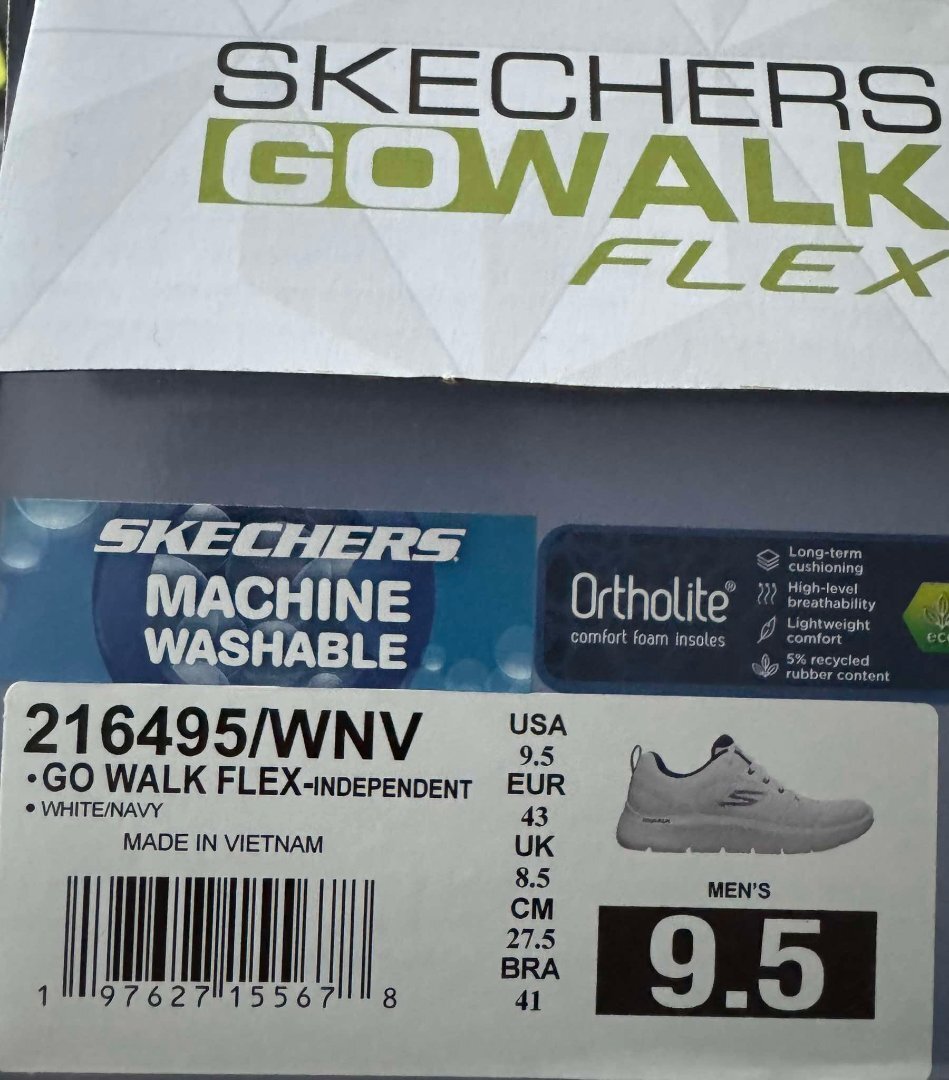 SKECHERS
GOWALK
FLEX
SKECHERS
MACHINE
WASHABLE
Ortholite®
comfort foam insoles
Long-term
cushioning
High-level
breathability
Lightweight
comfort
5% recycled
rubber content
216495/WNV
•GO WALK FLEX-INDEPENDENT
• WHITE/NAVY
MADE IN VIETNAM
1 97627 15567 8
USA
9.5
EUR
43
UK
8.5
CM
27.5
BRA
41
MEN'S
9.5